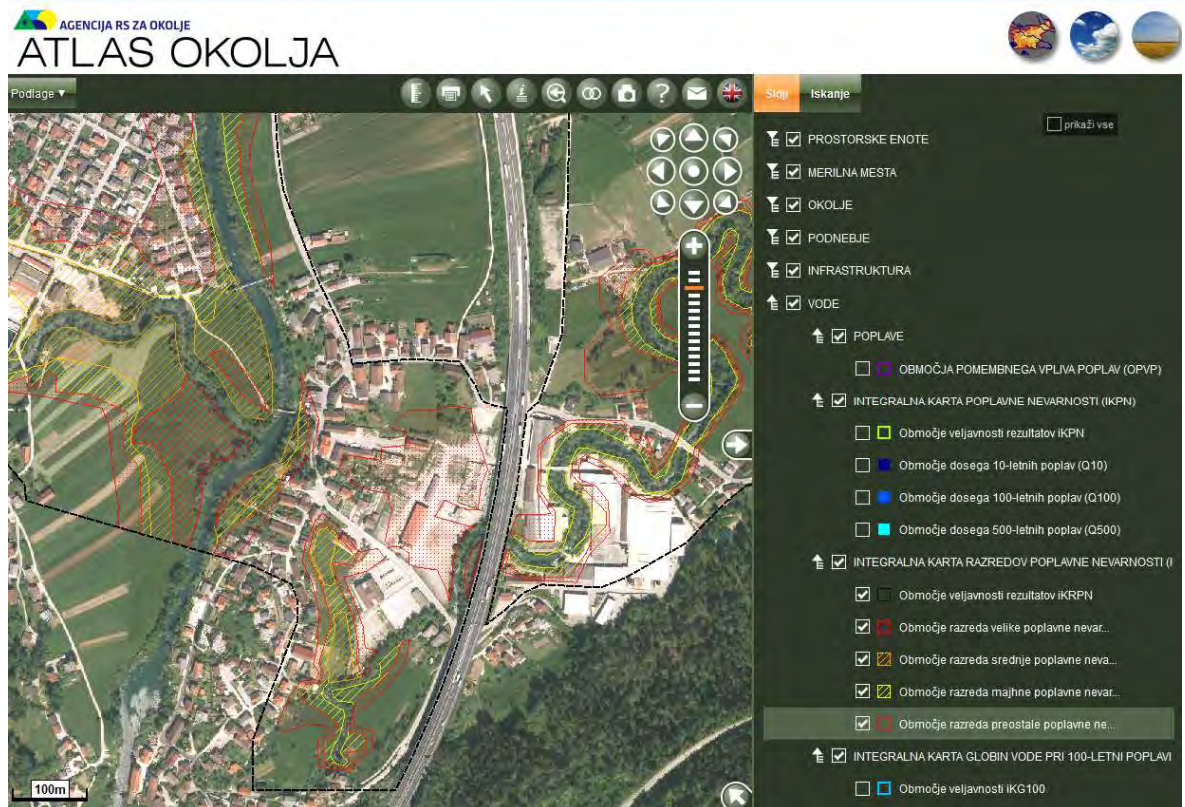 AGENCIJA RS ZA OKOLJE
ATLAS OKOLJA
Podlage
Sloji
Iskanje
prikaži vse
PROSTORSKE ENOTE
MERILNA MESTA
OKOLJE
PODNEBJE
INFRASTRUKTURA
VODE
POPLAVE
OBMOČJA POMEMBNEGA VPLIVA POPLAV (OPVP)
INTEGRALNA KARTA POPLAVNE NEVARNOSTI (IKPN)
Območje veljavnosti rezultatov iKPN
Območje dosega 10-letnih poplav (Q10)
Območje dosega 100-letnih poplav (Q100)
Območje dosega 500-letnih poplav (Q500)
INTEGRALNA KARTA RAZREDOV POPLAVNE NEVARNOSTI (I
Območje veljavnosti rezultatov iKRPN
Območje razreda velike poplavne nevar...
Območje razreda srednje poplavne neva...
Območje razreda majhne poplavne nevar...
Območje razreda preostale poplavne ne...
INTEGRALNA KARTA GLOBIN VODE PRI 100-LETNI POPLAVI
Območje veljavnosti iKG100
100m